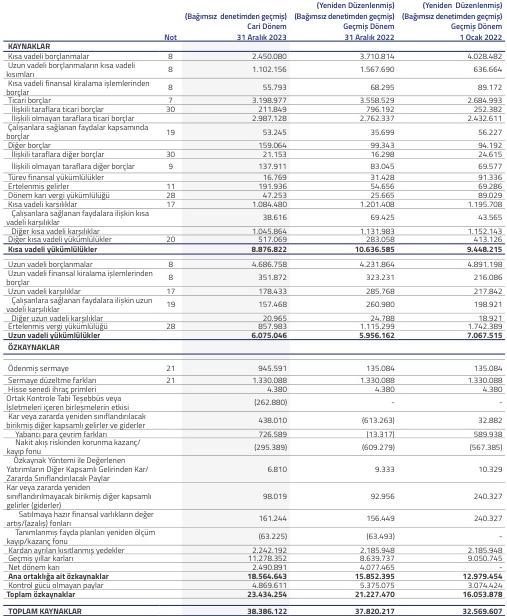 (Yeniden Düzenlenmiş) (Yeniden Düzenlenmiş)
(Bağımsız denetimden geçmiş) (Bağımsız denetimden geçmiş) (Bağımsız denetimden geçmiş)
Cari Dönem Geçmiş Dönem Geçmiş Dönem
Not 31 Aralık 2023 31 Aralık 2022 1 Ocak 2022
KAYNAKLAR
Kısa vadeli borçlanmalar 8 2.450.080 3.710.814 4.028.482
Uzun vadeli borçlanmaların kısa vadeli
kısımları 8 1.102.156 1.567.690 636.664
Kısa vadeli finansal kiralama işlemlerinden
borçlar 8 55.793 68.295 89.172
Ticari borçlar 7 3.198.977 3.558.529 2.684.993
İlişkili taraflara ticari borçlar 30 211.849 796.192 252.382
İlişkili olmayan taraflara ticari borçlar 2.987.128 2.762.337 2.432.611
Çalışanlara sağlanan faydalar kapsamında
borçlar 19 53.245 35.699 56.227
Diğer borçlar 159.064 99.343 94.192
İlişkili taraflara diğer borçlar 30 21.153 16.298 24.615
İlişkili olmayan taraflara diğer borçlar 9 137.911 83.045 69.577
Türev finansal yükümlülükler 16.769 31.428 91.336
Ertelenmiş gelirler 11 191.936 54.656 69.286
Dönem karı vergi yükümlülüğü 28 47.253 25.665 89.029
Kısa vadeli karşılıklar 17 1.084.480 1.201.408 1.195.708
Çalışanlara sağlanan faydalara ilişkin kısa
vadeli karşılıklar 38.616 69.425 43.565
Diğer kısa vadeli karşılıklar 1.045.864 1.131.983 1.152.143
Diğer kısa vadeli yükümlülükler 20 517.069 283.058 413.126
Kısa vadeli yükümlülükler 8.876.822 10.636.585 9.448.215
Uzun vadeli borçlanmalar 8 4.686.758 4.231.864 4.891.198
Uzun vadeli finansal kiralama işlemlerinden
borçlar 8 351.872 323.231 216.086
Uzun vadeli karşılıklar 17 178.433 285.768 217.842
Çalışanlara sağlanan faydalara ilişkin uzun
vadeli karşılıklar 19 157.468 260.980 198.921
Diğer uzun vadeli karşılıklar 20.965 24.788 18.921
Ertelenmiş vergi yükümlülüğü 28 857.983 1.115.299 1.742.389
Uzun vadeli yükümlülükler 6.075.046 5.956.162 7.067.515
ÖZKAYNAKLAR
Ödenmiş sermaye 21 945.591 135.084 135.084
Sermaye düzeltme farkları 21 1.330.088 1.330.088 1.330.088
Hisse senedi ihraç primleri 4.380 4.380 4.380
Ortak Kontrole Tabi Teşebbüs veya
İşletmeleri içeren birleşmelerin etkisi (262.880) - -
Kar veya zararda yeniden sınıflandırılacak
birikmiş diğer kapsamlı gelirler ve giderler 438.010 (613.263) 32.882
Yabancı para çevrim farkları 726.589 (13.317) 589.938
Nakit akış riskinden korunma kazanç/
kayıp fonu (295.389) (609.279) (567.385)
Özkaynak Yöntemi ile Değerlenen
Yatırımların Diğer Kapsamlı Gelirinden Kar/
Zararda Sınıflandırılacak Paylar 6.810 9.333 10.329
Kar veya zararda yeniden
sınıflandırılmayacak birikmiş diğer kapsamlı
gelirler (giderler) 98.019 92.956 240.327
Satılmaya hazır finansal varlıkların değer
artış/(azalış) fonları 161.244 156.449 240.327
Tanımlanmış fayda planları yeniden ölçüm
kayıp/kazanç fonu (63.225) (63.493) -
Kardan ayrılan kısıtlanmış yedekler 2.242.192 2.185.948 2.185.948
Geçmiş yıllar karları 11.278.352 8.639.737 9.050.745
Net dönem karı 2.490.891 4.077.465 -
Ana ortaklığa ait özkaynaklar 18.564.643 15.852.395 12.979.454
Kontrol gücü olmayan paylar 4.869.611 5.375.075 3.074.424
Toplam özkaynaklar 23.434.254 21.227.470 16.053.878
TOPLAM KAYNAKLAR 38.386.122 37.820.217 32.569.607